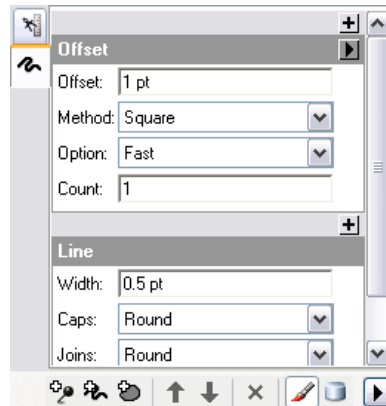 Offset
Offset: 1 pt
Method: Square
Option: Fast
Count: 1
Line
Width: 0.5 pt
Caps: Round
Joins: Round